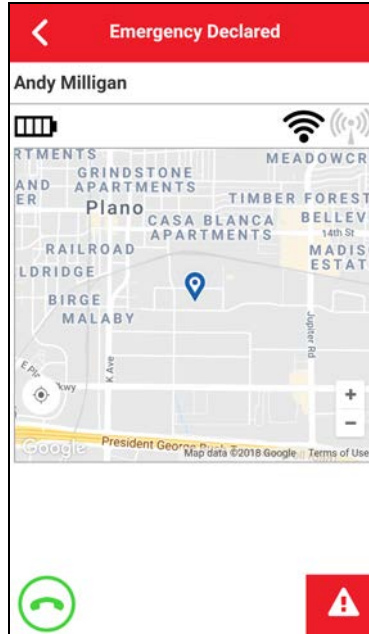 Emergency Declared
Andy Milligan
RTMENTS
MEADOWCR
GRINDSTONE
AND APARTMENTS
ER
TIMBER FOREST
Plano
CASA BLANCA
APARTMENTS
BELLEV
14th St
RAILROAD
MADIS
ESTAT
LDRIDGE
BIRGE
MALABY
Jupiter Rd
K Ave
kwy
+
−
Google
President George Bush T
Map data ©2018 Google
Terms of Use